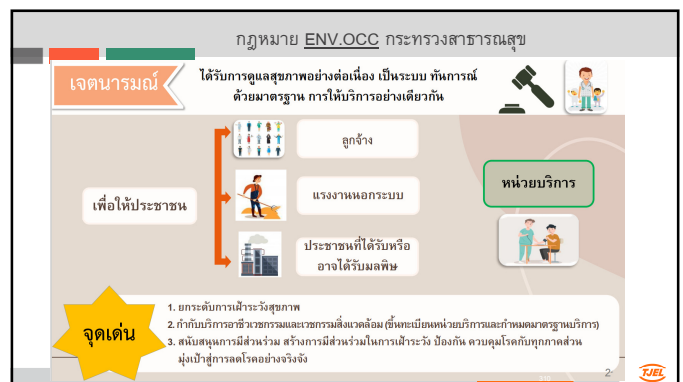 กฎหมาย ENV.OCC กระทรวงสาธารณสุข
เจตนารมณ์
ได้รับการดูแลสุขภาพอย่างต่อเนื่อง เป็นระบบ ทันการณ์
ด้วยมาตรฐาน การให้บริการอย่างเดียวกัน
ลูกจ้าง
เพื่อให้ประชาชน
แรงงานนอกระบบ
หน่วยบริการ
ประชาชนที่ได้รับหรือ
อาจได้รับมลพิษ
จุดเด่น
1. ยกระดับการเฝ้าระวังสุขภาพ
2. กำกับบริการอาชีวเวชกรรมและเวชกรรมสิ่งแวดล้อม (ขึ้นทะเบียนหน่วยบริการและกำหนดมาตรฐานบริการ)
3. สนับสนุนการมีส่วนร่วม สร้างการมีส่วนร่วมในการเฝ้าระวัง ป้องกัน ควบคุมโรคกับทุกภาคส่วน
มุ่งเป้าสู่การลดโรคอย่างจริงจัง
2
TJEL